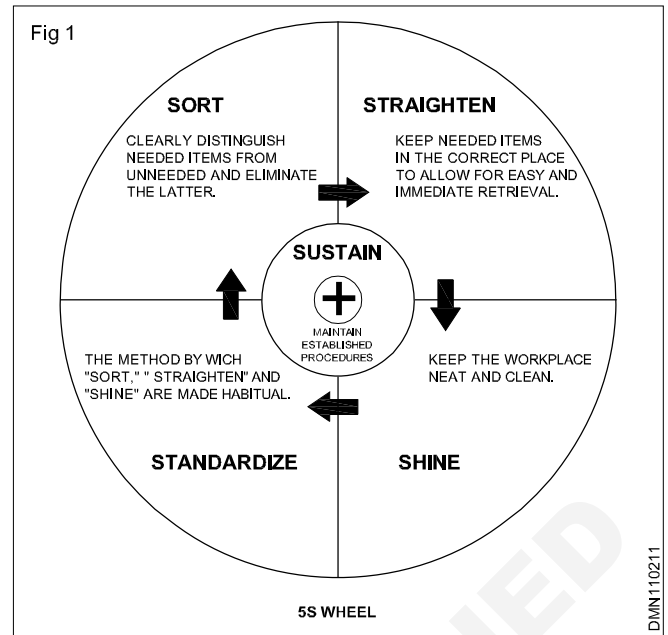 Fig 1
SORT
CLEARLY DISTINGUISH
NEEDED ITEMS FROM
UNNEEDED AND ELIMINATE
THE LATTER.
STRAIGHTEN
KEEP NEEDED ITEMS
IN THE CORRECT PLACE
TO ALLOW FOR EASY AND
IMMEDIATE RETRIEVAL.
SUSTAIN
MAINTAIN
ESTABLISHED
PROCEDURES
THE METHOD BY WICH
"SORT," " STRAIGHTEN" AND
"SHINE" ARE MADE HABITUAL.
STANDARDIZE
KEEP THE WORKPLACE
NEAT AND CLEAN.
SHINE
5S WHEEL
DMN110211